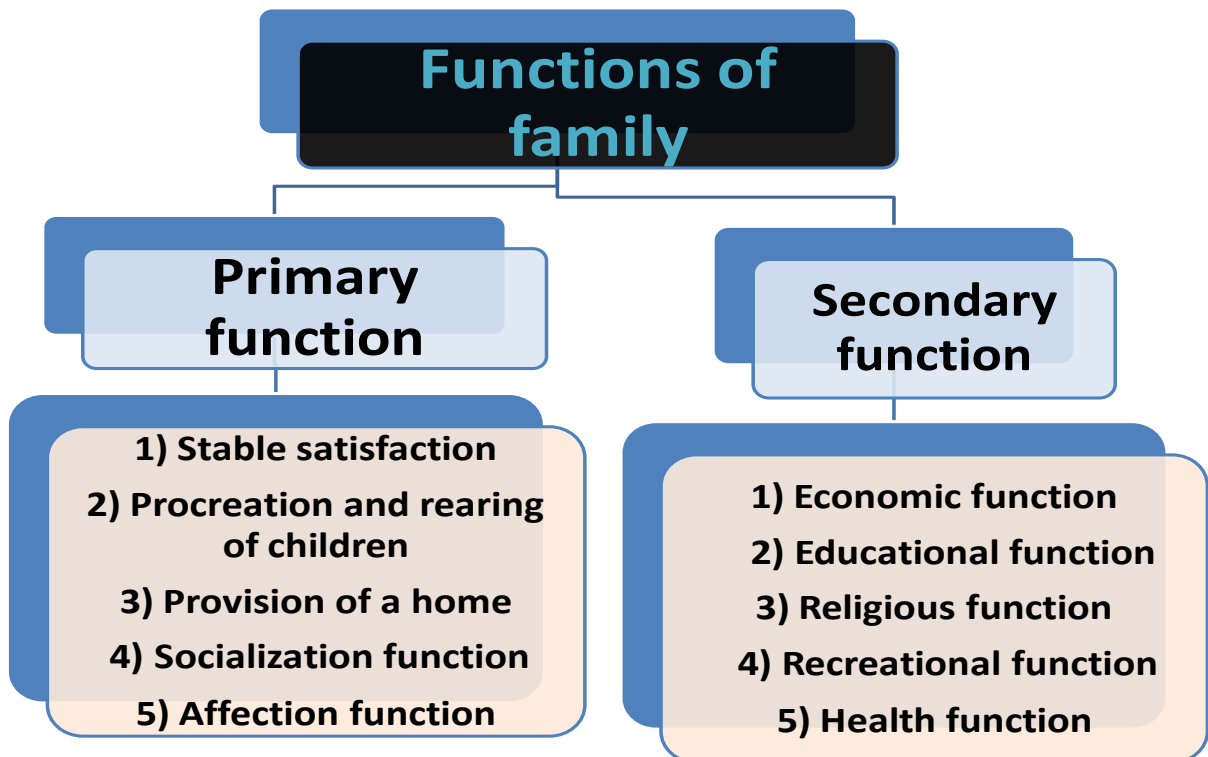 Functions of
family
Primary
function
1) Stable satisfaction
2) Procreation and rearing
of children
3) Provision of a home
4) Socialization function
5) Affection function
Secondary
function
1) Economic function
2) Educational function
3) Religious function
4) Recreational function
5) Health function